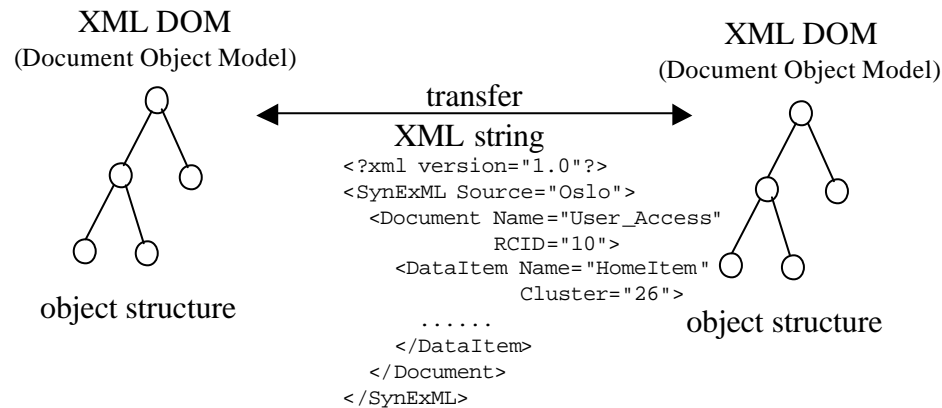 XML DOM
(Document Object Model)
object structure
transfer
XML string
<?xml version="1.0"?>
<SynExML Source="Oslo">
<Document Name="User_Access"
RCID="10">
<DataItem Name="HomeItem"
Cluster="26">
......
</DataItem>
</Document>
</SynExML>
XML DOM
(Document Object Model)
object structure